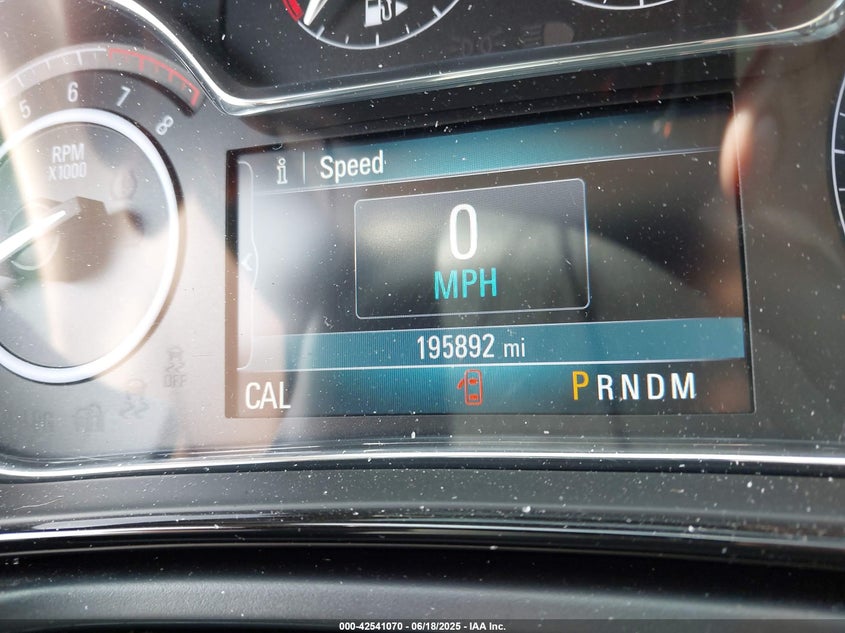 5 6 7 8
RPM
X1000
i | Speed
0
MPH
195892 mi
OFF
CAL
PRNDM
000-42541070 | 06/18/2025 - IAA Inc.